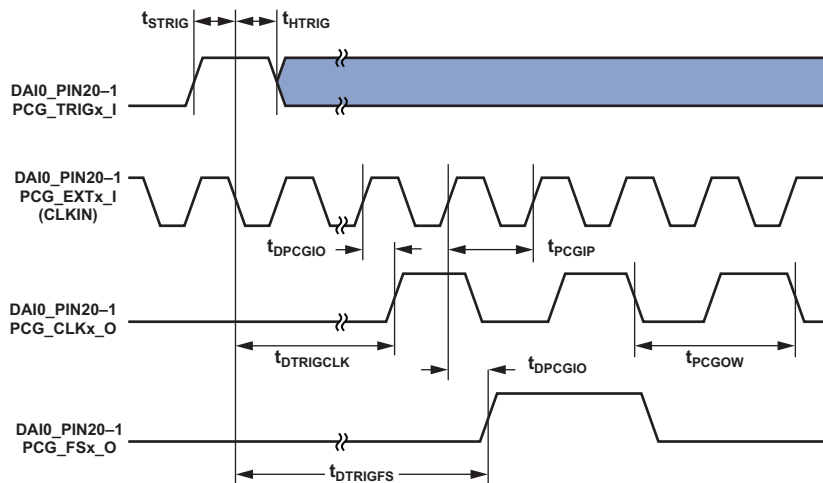 tSTRIG
tHTRIG
DAI0_PIN20–1
PCG_TRIGx_I
DAI0_PIN20–1
PCG_EXTx_I
(CLKIN)
tDPCGIO
tPCGIP
DAI0_PIN20–1
PCG_CLKx_O
tDTRIGCLK
tDPCGIO
tPCGOW
DAI0_PIN20–1
PCG_FSx_O
tDTRIGFS